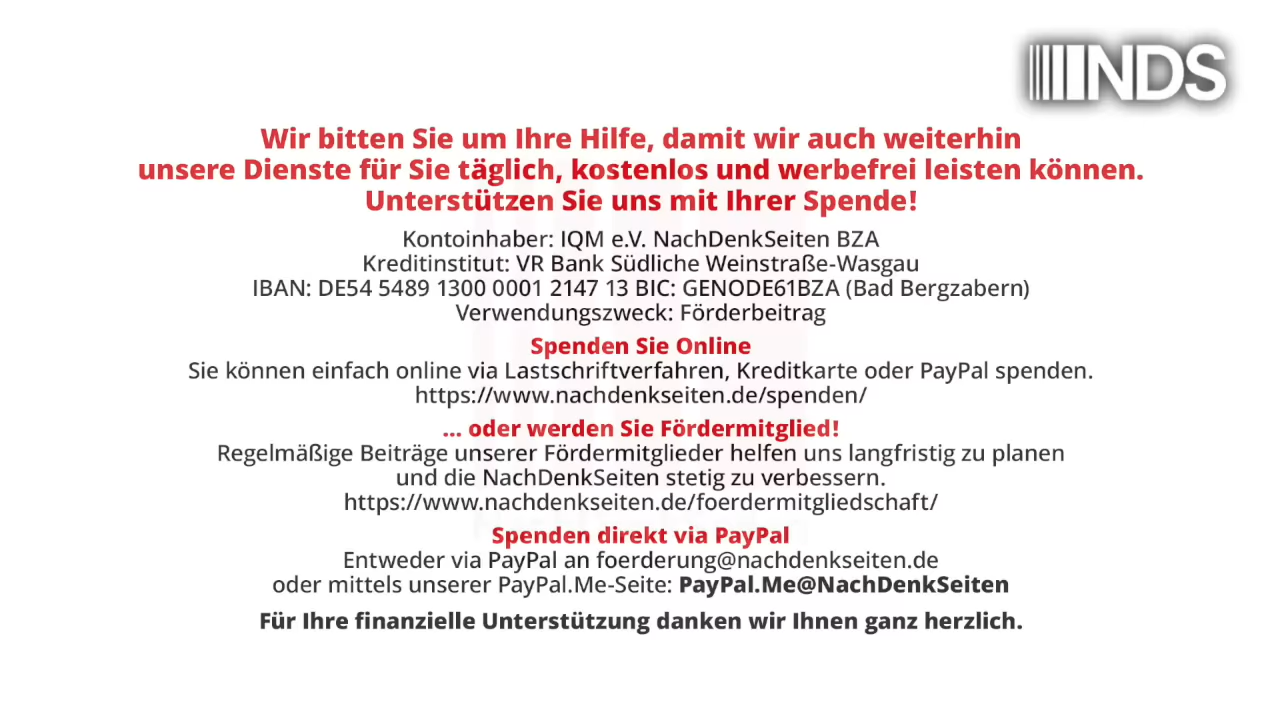 NDS
Wir bitten Sie um Ihre Hilfe, damit wir auch weiterhin
unsere Dienste für Sie täglich, kostenlos und werbefrei leisten können.
Unterstützen Sie uns mit Ihrer Spende!
Kontoinhaber: IQM e.V. NachDenkSeiten BZA
Kreditinstitut: VR Bank Südliche Weinstraße-Wasgau
IBAN: DE54 5489 1300 0001 2147 13 BIC: GENODE61BZA (Bad Bergzabern)
Verwendungszweck: Förderbeitrag
Spenden Sie Online
Sie können einfach online via Lastschriftverfahren, Kreditkarte oder PayPal spenden.
https://www.nachdenkseiten.de/spenden/
... oder werden Sie Fördermitglied!
Regelmäßige Beiträge unserer Fördermitglieder helfen uns langfristig zu planen
und die NachDenkSeiten stetig zu verbessern.
https://www.nachdenkseiten.de/foerdermitgliedschaft/
Spenden direkt via PayPal
Entweder via PayPal an foerderung@nachdenkseiten.de
oder mittels unserer PayPal.Me-Seite: PayPal.Me@NachDenkSeiten
Für Ihre finanzielle Unterstützung danken wir Ihnen ganz herzlich.